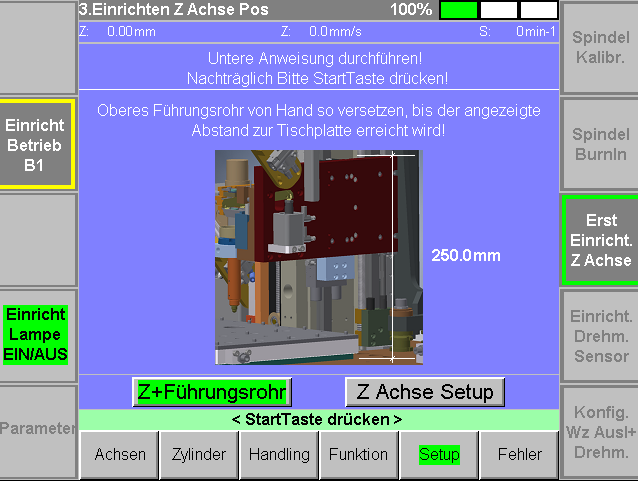 3.Einrichten Z Achse Pos 100%
Z: 0.00mm Z: 0.0mm/s S: 0min-1
Spindel
Kalibr.
Untere Anweisung durchführen!
Nachträglich Bitte StartTaste drücken!
Oberes Führungsrohr von Hand so versetzen, bis der angezeigte
Abstand zur Tischplatte erreicht wird!
Einricht
Betrieb
B1
Spindel
BurnIn
Erst
Einricht.
Z Achse
250.0mm
Einricht
Lampe
EIN/AUS
Einricht.
Drehm.
Sensor
Z+Führungsrohr Z Achse Setup
< StartTaste drücken >
Parameter
Konfig.
Wz Ausl+
Drehm.
Achsen Zylinder Handling Funktion Setup Fehler